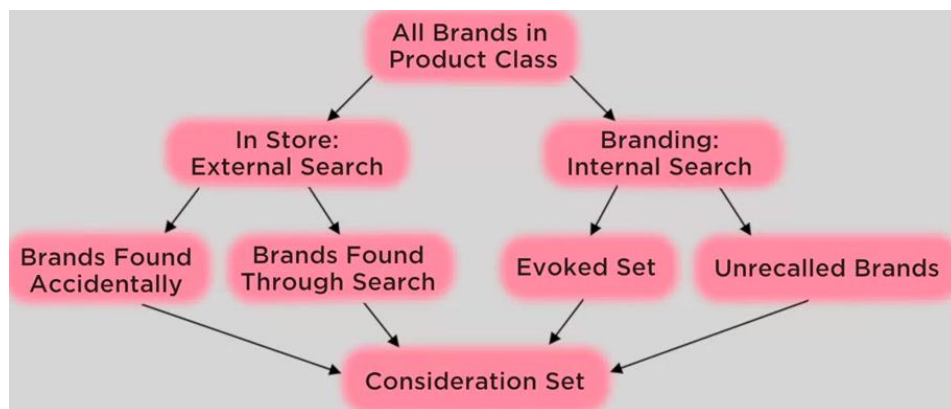 All Brands in
Product Class
In Store:
External Search
Branding:
Internal Search
Brands Found
Accidentally
Brands Found
Through Search
Evoked Set
Unrecalled Brands
Consideration Set